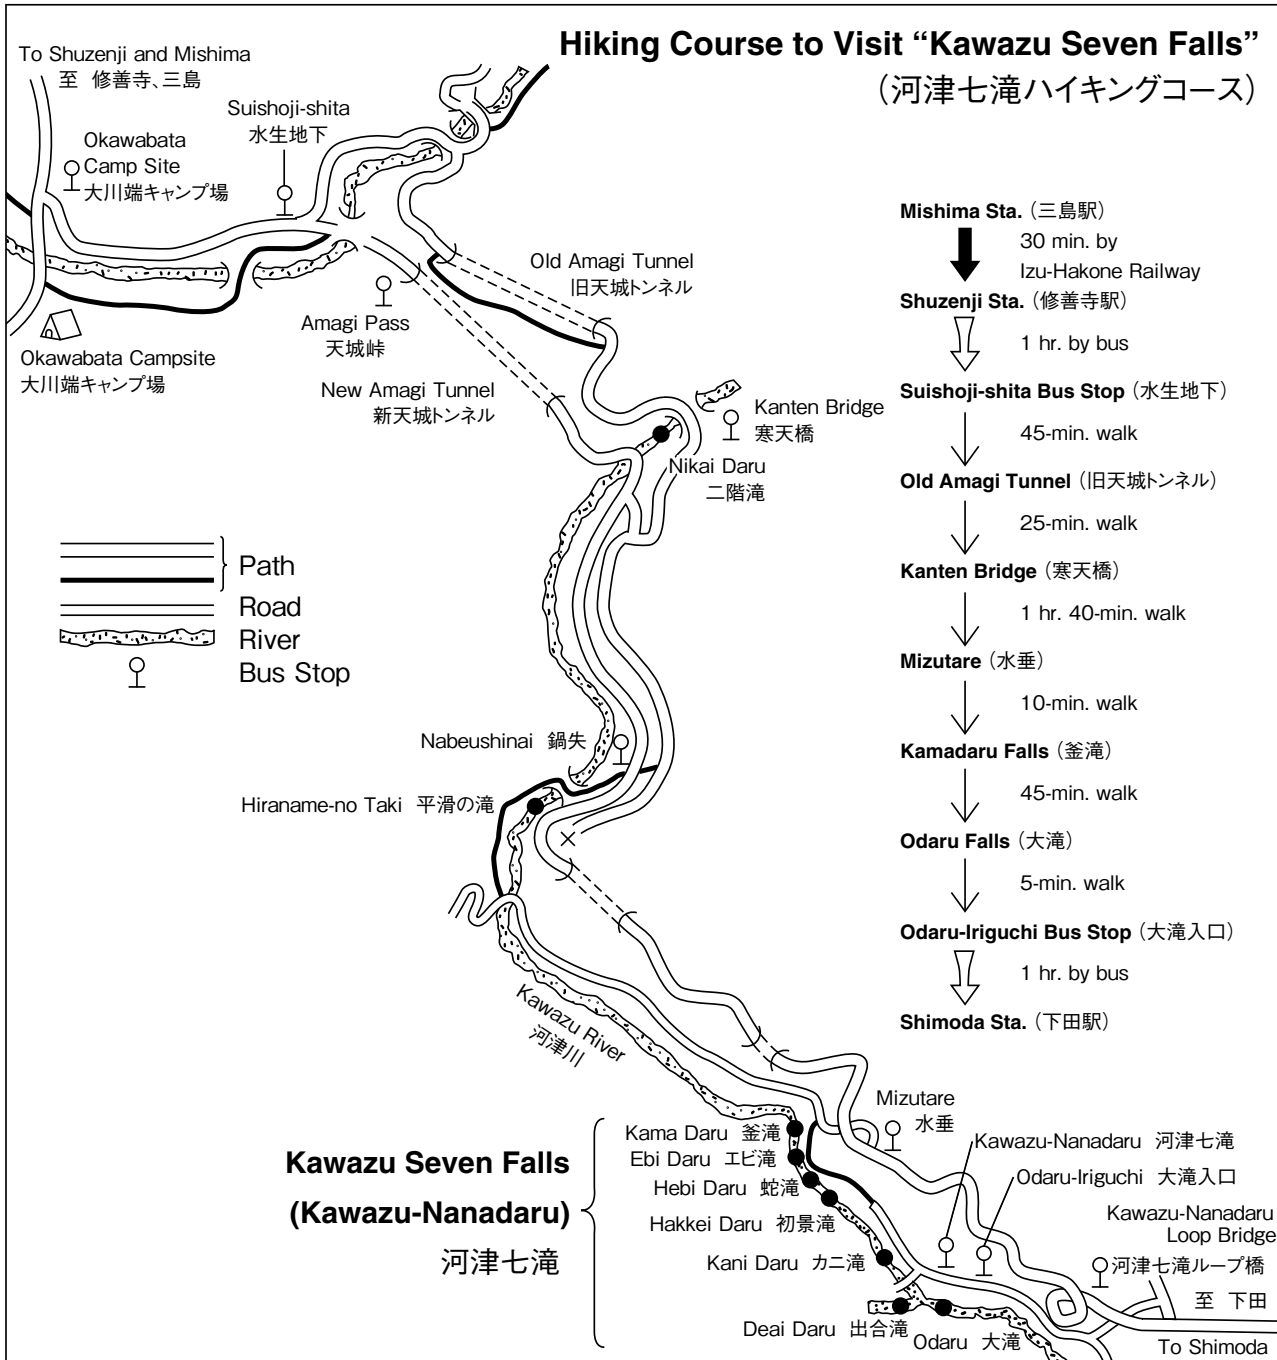 Hiking Course to Visit “Kawazu Seven Falls”
（河津七滝ハイキングコース）
To Shuzenji and Mishima
至 修善寺、三島
Suishoji-shita
水生地下
Okawabata
Camp Site
大川端キャンプ場
Old Amagi Tunnel
旧天城トンネル
Amagi Pass
天城峠
Okawabata Campsite
大川端キャンプ場
New Amagi Tunnel
新天城トンネル
Kanten Bridge
寒天橋
Nikai Daru
二階滝
Path
Road
River
Bus Stop
Nabeushinai 鍋失
Hiraname-no Taki 平滑の滝
Kawazu River
河津川
Mishima Sta. （三島駅）
30 min. by
Izu-Hakone Railway
Shuzenji Sta. （修善寺駅）
1 hr. by bus
Suishoji-shita Bus Stop （水生地下）
45-min. walk
Old Amagi Tunnel （旧天城トンネル）
25-min. walk
Kanten Bridge （寒天橋）
1 hr. 40-min. walk
Mizutare （水垂）
10-min. walk
Kamadaru Falls （釜滝）
45-min. walk
Odaru Falls （大滝）
5-min. walk
Odaru-Iriguchi Bus Stop （大滝入口）
1 hr. by bus
Shimoda Sta. （下田駅）
Mizutare
水垂
Kawazu Seven Falls
(Kawazu-Nanadaru)
河津七滝
Kama Daru 釜滝
Ebi Daru エビ滝
Hebi Daru 蛇滝
Hakkei Daru 初景滝
Kani Daru カニ滝
Deai Daru 出合滝
Odaru 大滝
Kawazu-Nanadaru 河津七滝
Odaru-Iriguchi 大滝入口
Kawazu-Nanadaru
Loop Bridge
河津七滝ループ橋
至 下田
To Shimoda